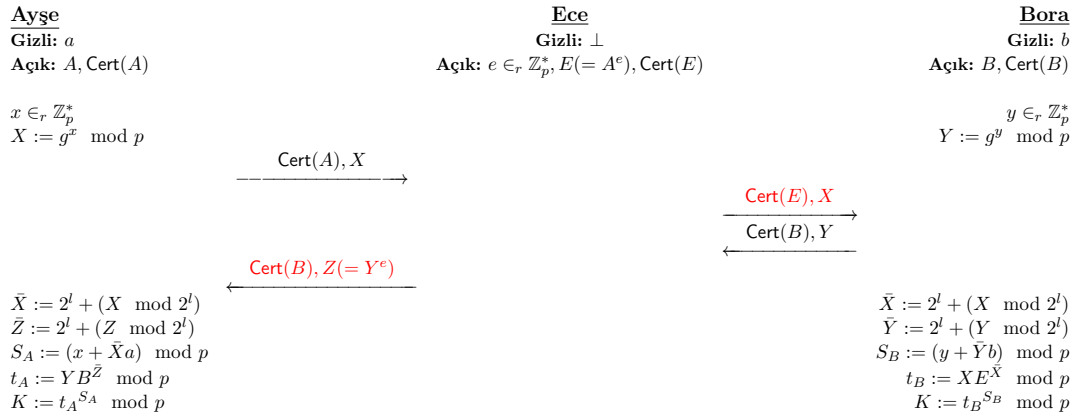 Ayşe Ece Bora
Gizli: a Gizli: ⊥ Gizli: b
Açık: A, Cert(A) Açık: e ∈_r ℤ_p^*, E(= A^e), Cert(E) Açık: B, Cert(B)
x ∈_r ℤ_p^* y ∈_r ℤ_p^*
X := g^x mod p Y := g^y mod p
Cert(A), X
Cert(E), X
Cert(B), Y
Cert(B), Z(= Y^e)
X̄ := 2^l + (X mod 2^l) X̄ := 2^l + (X mod 2^l)
Z̄ := 2^l + (Z mod 2^l) Ȳ := 2^l + (Y mod 2^l)
S_A := (x + X̄a) mod p S_B := (y + Ȳb) mod p
t_A := YB^Z̄ mod p t_B := XE^X̄ mod p
K := t_A^{S_A} mod p K := t_B^{S_B} mod p